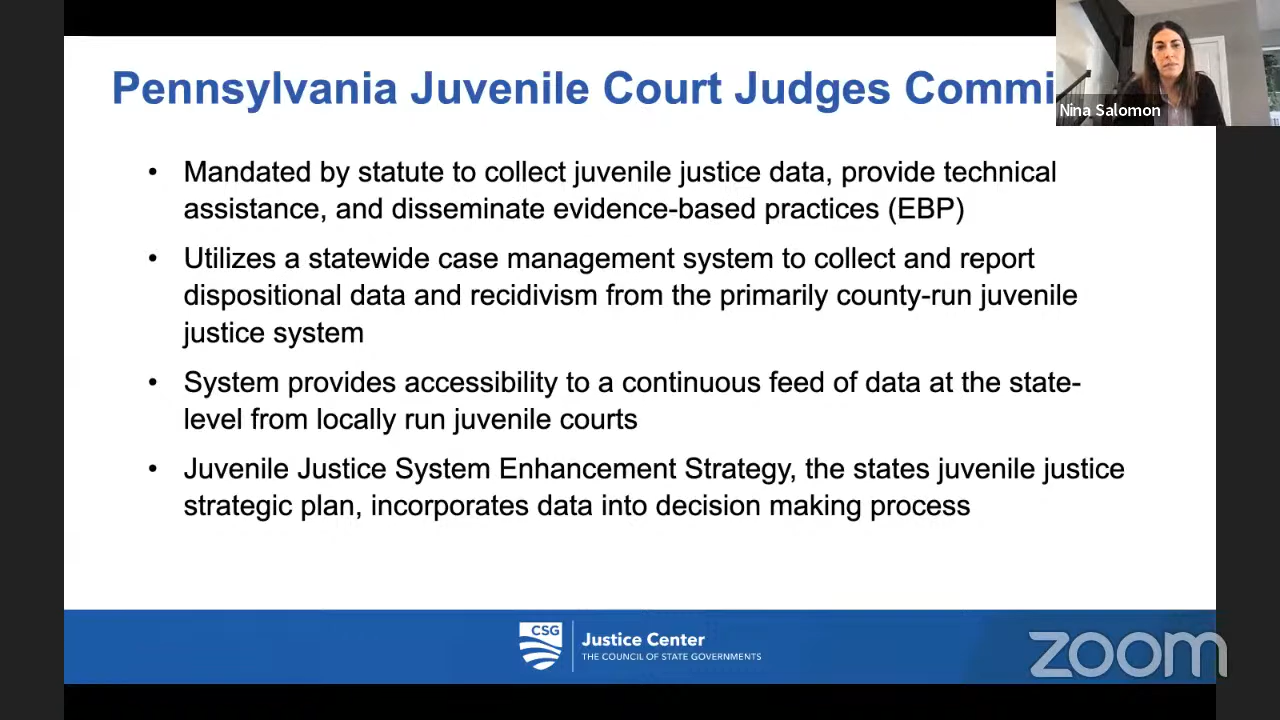 Pennsylvania Juvenile Court Judges Commi
Nina Salomon
• Mandated by statute to collect juvenile justice data, provide technical
assistance, and disseminate evidence-based practices (EBP)
• Utilizes a statewide case management system to collect and report
dispositional data and recidivism from the primarily county-run juvenile
justice system
• System provides accessibility to a continuous feed of data at the state-
level from locally run juvenile courts
• Juvenile Justice System Enhancement Strategy, the states juvenile justice
strategic plan, incorporates data into decision making process
CSG
Justice Center
THE COUNCIL OF STATE GOVERNMENTS
zoom